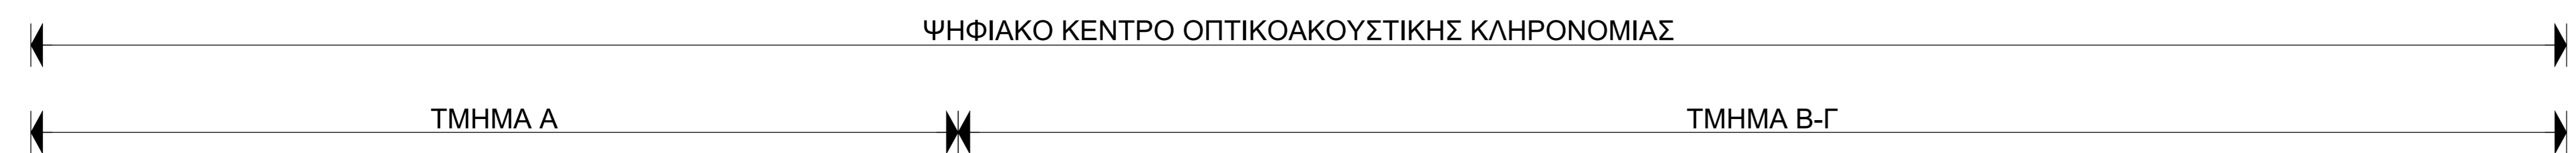 ΨΗΦΙΑΚΟ ΚΕΝΤΡΟ ΟΠΤΙΚΟΑΚΟΥΣΤΙΚΗΣ ΚΛΗΡΟΝΟΜΙΑΣ
ΤΜΗΜΑ Α ΤΜΗΜΑ Β-Γ